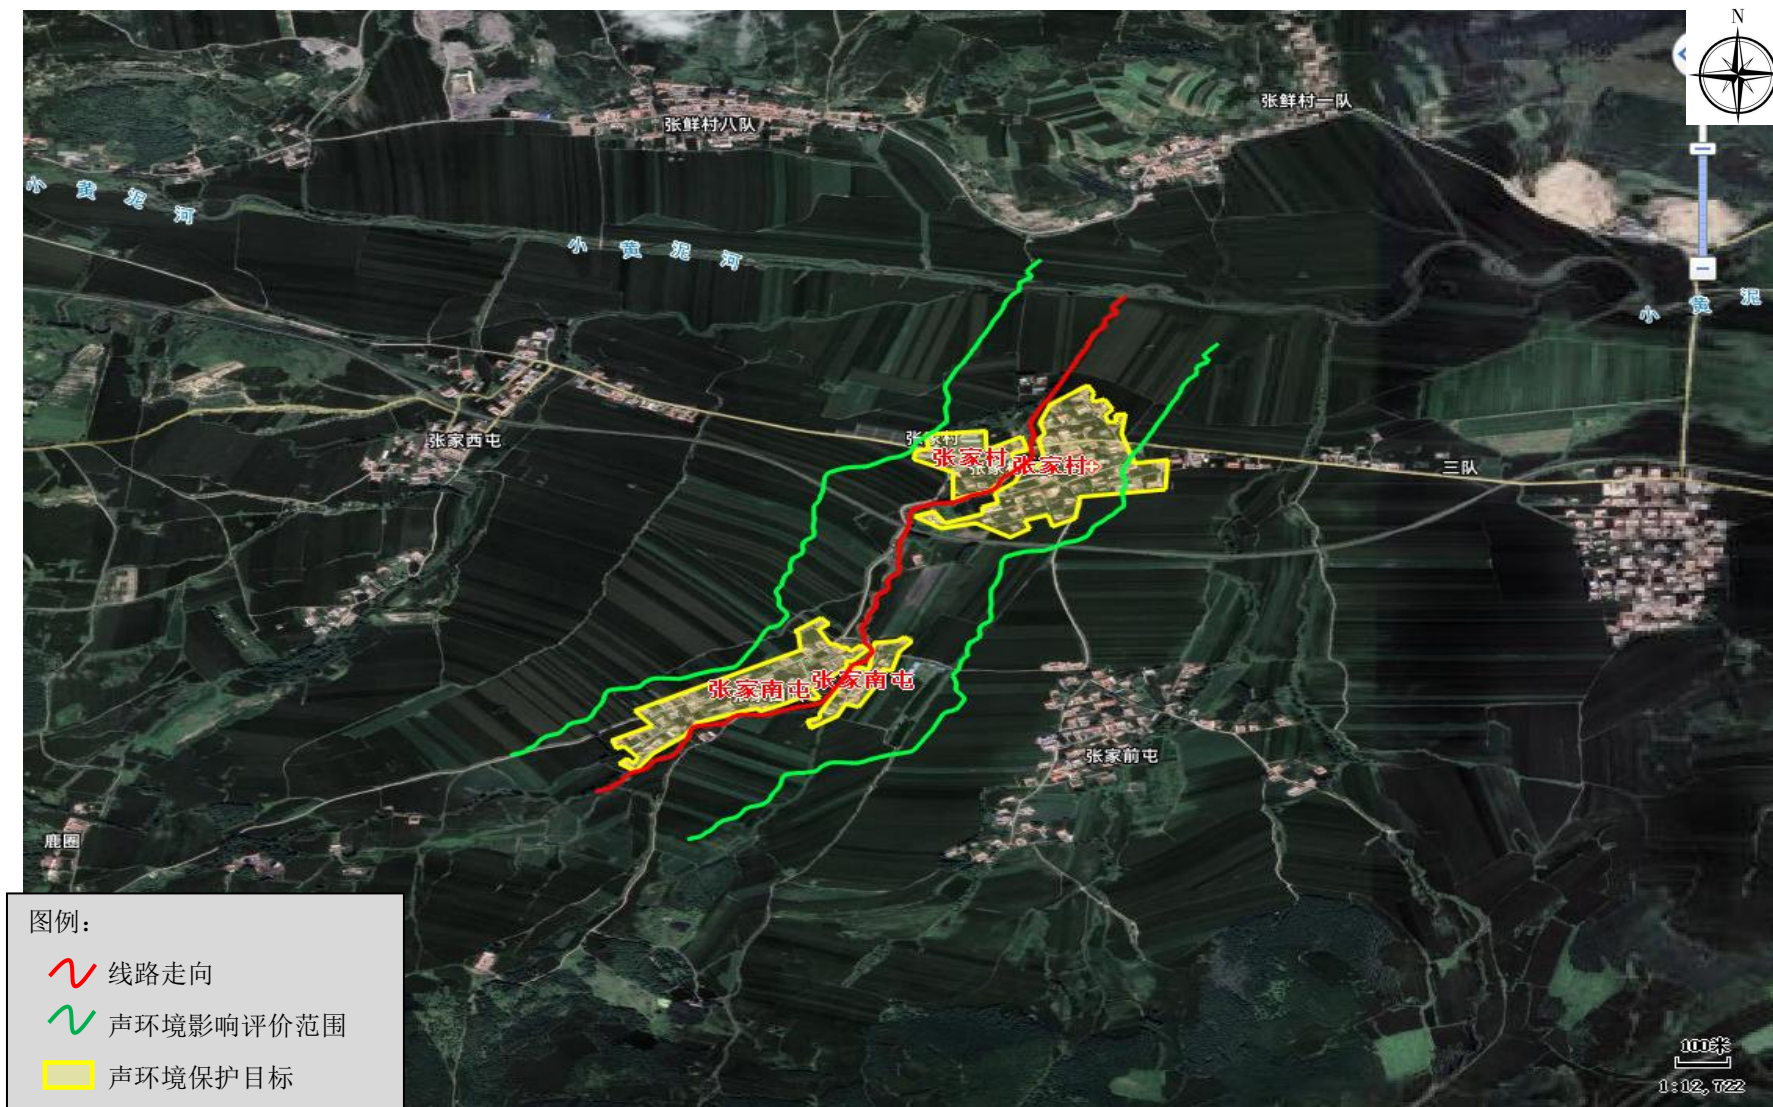 N
张鲜村一队
张鲜村八队
小黄泥河
小黄泥河
小黄泥
张家西屯
张家村
张家村
三队
张家南屯
张家南屯
张家前屯
鹿圈
图例：
线路走向
声环境影响评价范围
声环境保护目标
100米
1:12,722